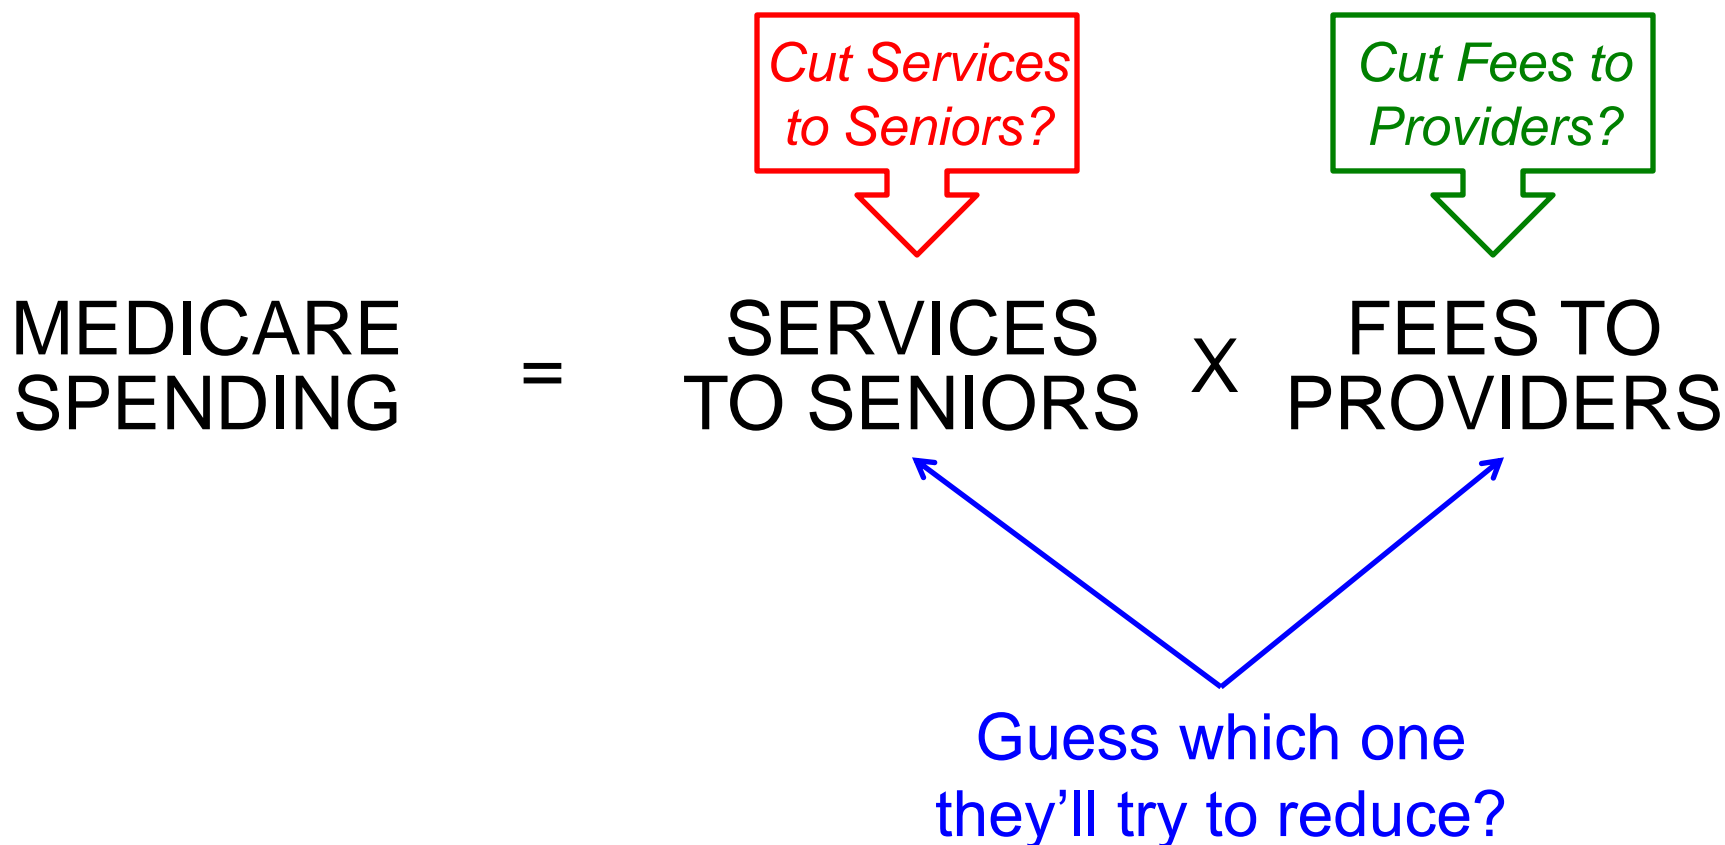 Cut Services
to Seniors?
Cut Fees to
Providers?
MEDICARE
SPENDING
=
SERVICES
TO SENIORS
X
FEES TO
PROVIDERS
Guess which one
they’ll try to reduce?